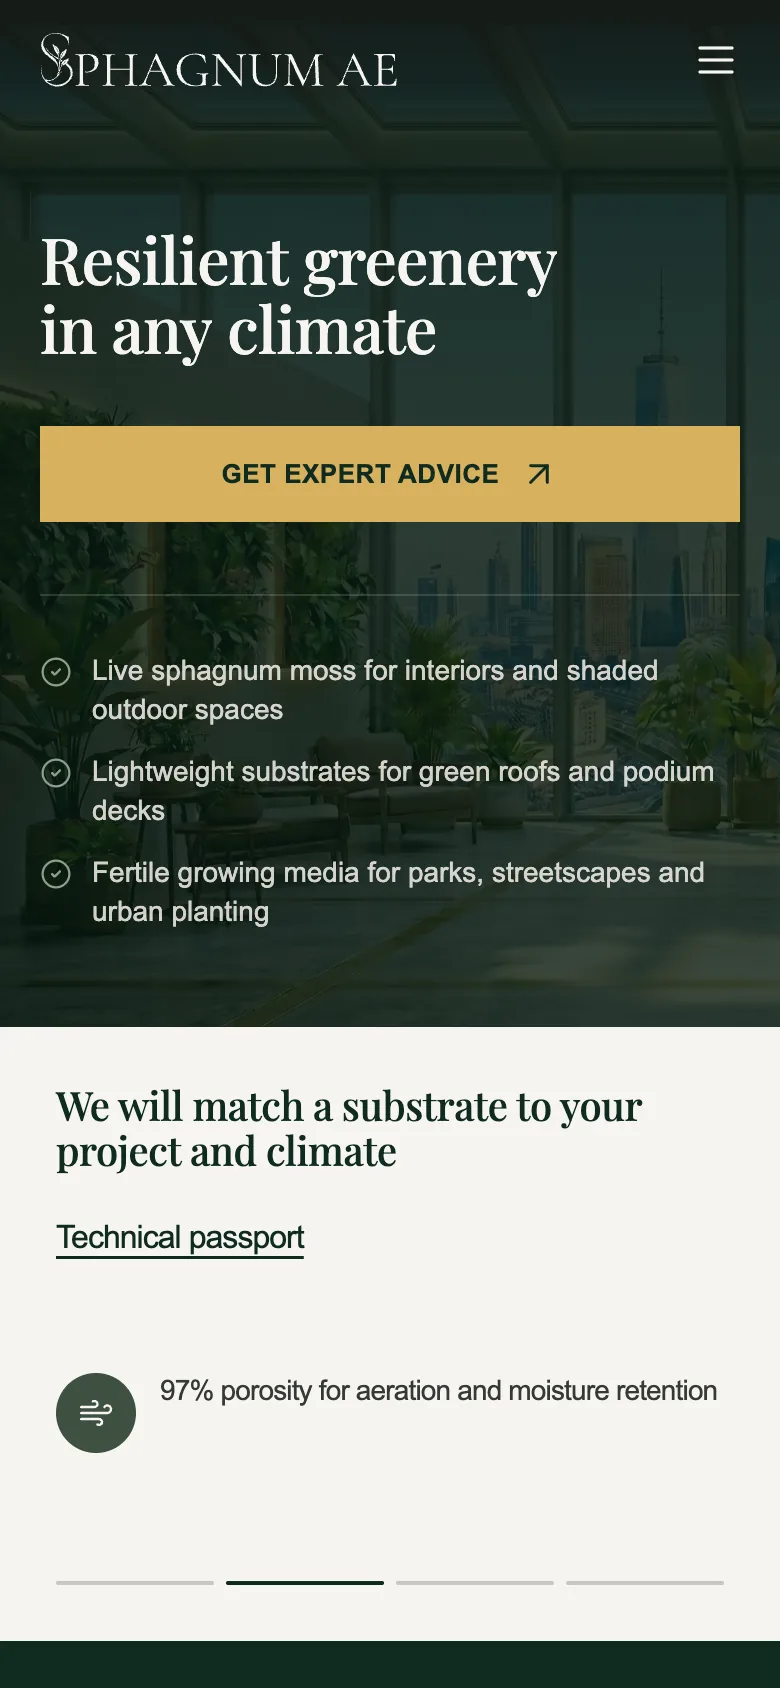 SPHAGNUM AE
Resilient greenery
in any climate
GET EXPERT ADVICE
Live sphagnum moss for interiors and shaded
outdoor spaces
Lightweight substrates for green roofs and podium
decks
Fertile growing media for parks, streetscapes and
urban planting
We will match a substrate to your
project and climate
Technical passport
97% porosity for aeration and moisture retention